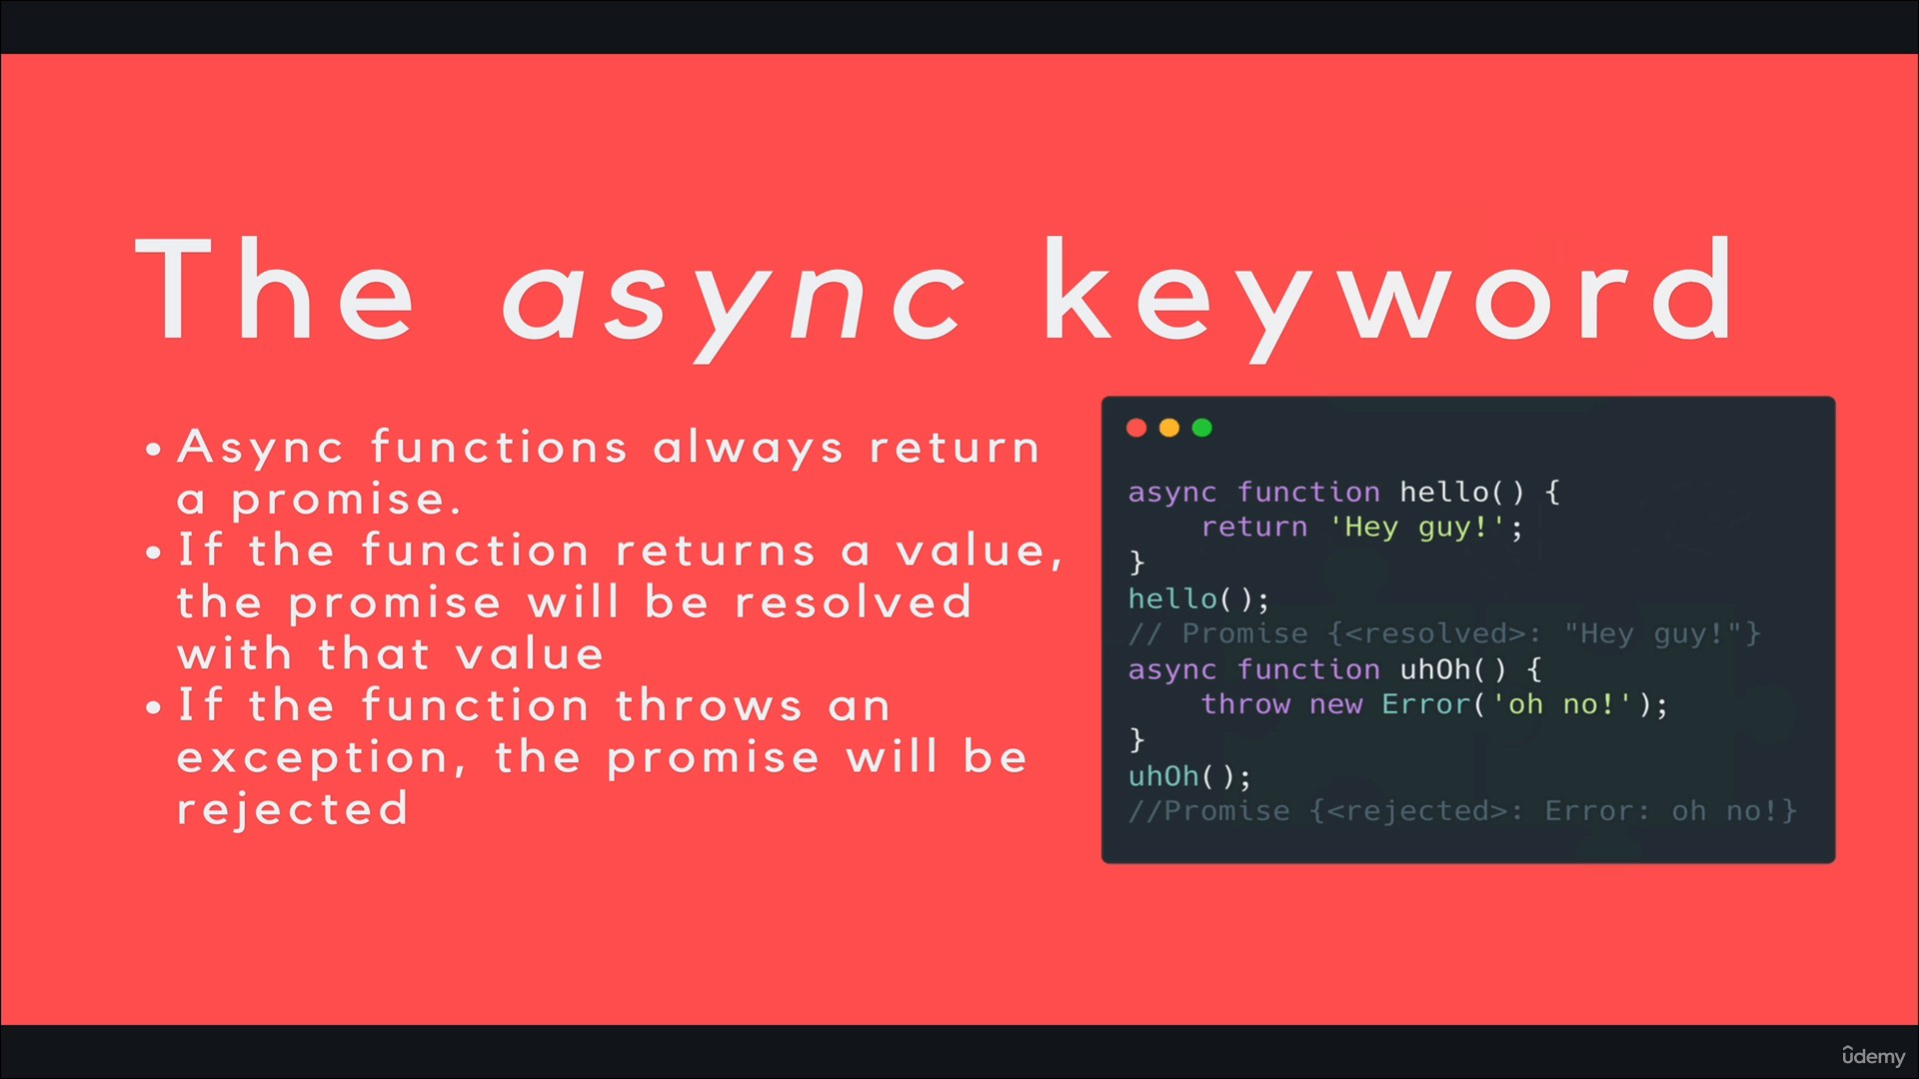 The async keyword
•Async functions always return
a promise.
•If the function returns a value,
the promise will be resolved
with that value
•If the function throws an
exception, the promise will be
rejected
async function hello() {
    return 'Hey guy!';
}
hello();
// Promise {<resolved>: "Hey guy!"}
async function uhOh() {
    throw new Error('oh no!');
}
uhOh();
//Promise {<rejected>: Error: oh no!}
ûdemy